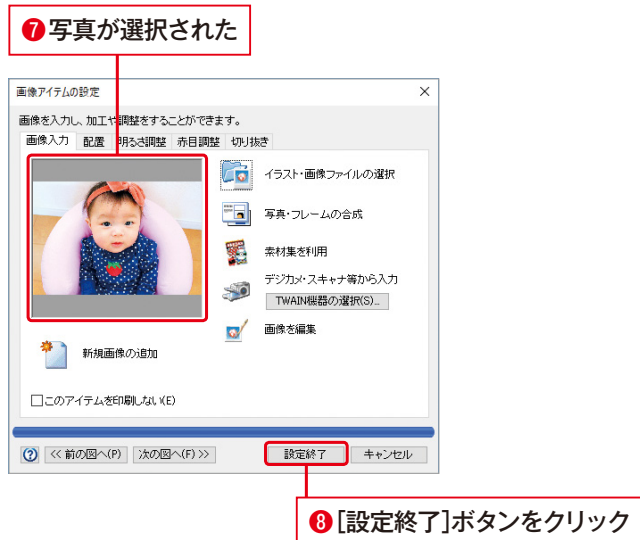 ❼写真が選択された
画像アイテムの設定
画像を入力し、加工や調整をすることができます。
画像入力 配置 明るさ調整 赤目調整 切り抜き
イラスト・画像ファイルの選択
写真・フレームの合成
素材集を利用
デジカメ・スキャナ等から入力
TWAIN機器の選択(S)...
画像を編集
新規画像の追加
このアイテムを印刷しない(E)
<< 前の図へ(P) 次の図へ(F) >> 設定終了 キャンセル
❽[設定終了]ボタンをクリック